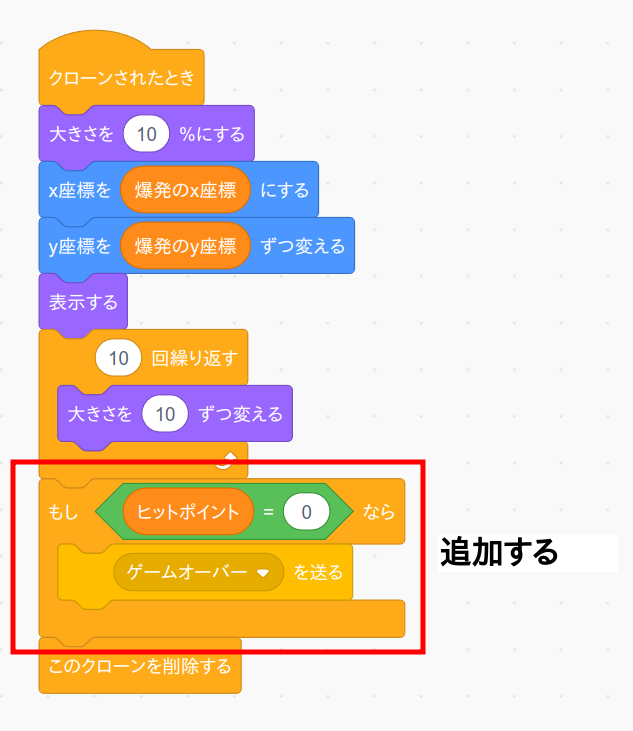 クローンされたとき
大きさを 10 %にする
x座標を 爆発のx座標 にする
y座標を 爆発のy座標 ずつ変える
表示する
10 回繰り返す
大きさを 10 ずつ変える
もし ヒットポイント = 0 なら
ゲームオーバー を送る
追加する
このクローンを削除する